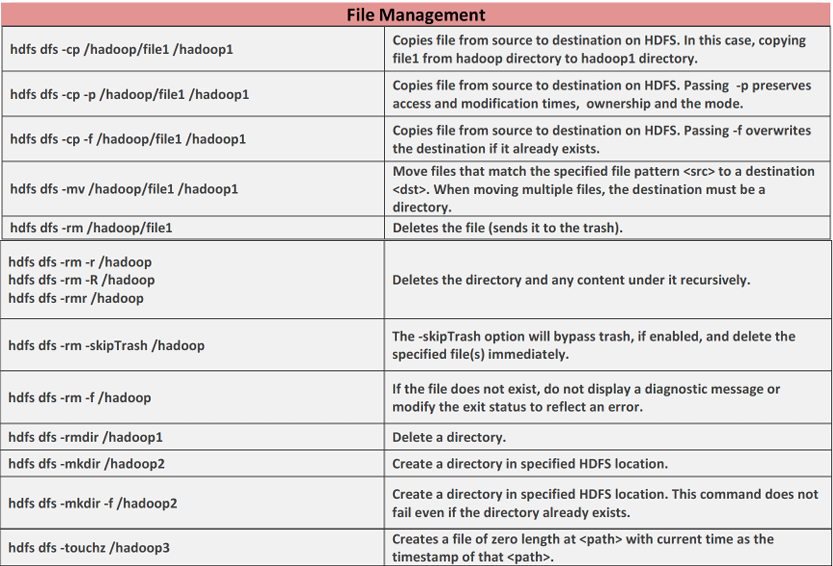 File Management
hdfs dfs -cp /hadoop/file1 /hadoop1
Copies file from source to destination on HDFS. In this case, copying
file1 from hadoop directory to hadoop1 directory.
hdfs dfs -cp -p /hadoop/file1 /hadoop1
Copies file from source to destination on HDFS. Passing -p preserves
access and modification times, ownership and the mode.
hdfs dfs -cp -f /hadoop/file1 /hadoop1
Copies file from source to destination on HDFS. Passing -f overwrites
the destination if it already exists.
hdfs dfs -mv /hadoop/file1 /hadoop1
Move files that match the specified file pattern <src> to a destination
<dst>. When moving multiple files, the destination must be a
directory.
hdfs dfs -rm /hadoop/file1
Deletes the file (sends it to the trash).
hdfs dfs -rm -r /hadoop
hdfs dfs -rm -R /hadoop
hdfs dfs -rmr /hadoop
Deletes the directory and any content under it recursively.
hdfs dfs -rm -skipTrash /hadoop
The -skipTrash option will bypass trash, if enabled, and delete the
specified file(s) immediately.
hdfs dfs -rm -f /hadoop
If the file does not exist, do not display a diagnostic message or
modify the exit status to reflect an error.
hdfs dfs -rmdir /hadoop1
Delete a directory.
hdfs dfs -mkdir /hadoop2
Create a directory in specified HDFS location.
hdfs dfs -mkdir -f /hadoop2
Create a directory in specified HDFS location. This command does not
fail even if the directory already exists.
hdfs dfs -touchz /hadoop3
Creates a file of zero length at <path> with current time as the
timestamp of that <path>.